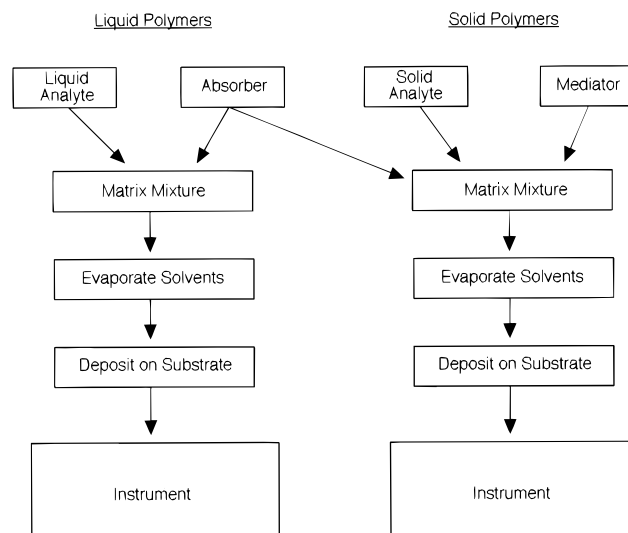 Liquid Polymers
Solid Polymers
Liquid
Analyte
Absorber
Solid
Analyte
Mediator
Matrix Mixture
Matrix Mixture
Evaporate Solvents
Evaporate Solvents
Deposit on Substrate
Deposit on Substrate
Instrument
Instrument